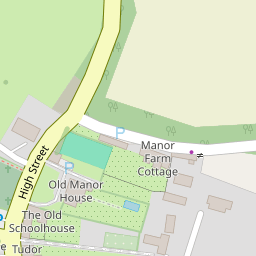 P
Manor
Farm
Cottage
High Street
P
Old Manor
House
The Old
Schoolhouse
Tudor